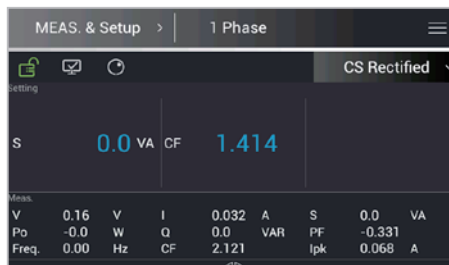 MEAS. & Setup > 1 Phase
CS Rectified
Setting
S 0.0 VA CF 1.414
Meas.
V 0.16 V I 0.032 A S 0.0 VA
Po -0.0 W Q 0.0 VAR PF -0.331
Freq. 0.00 Hz CF 2.121 Ipk 0.068 A